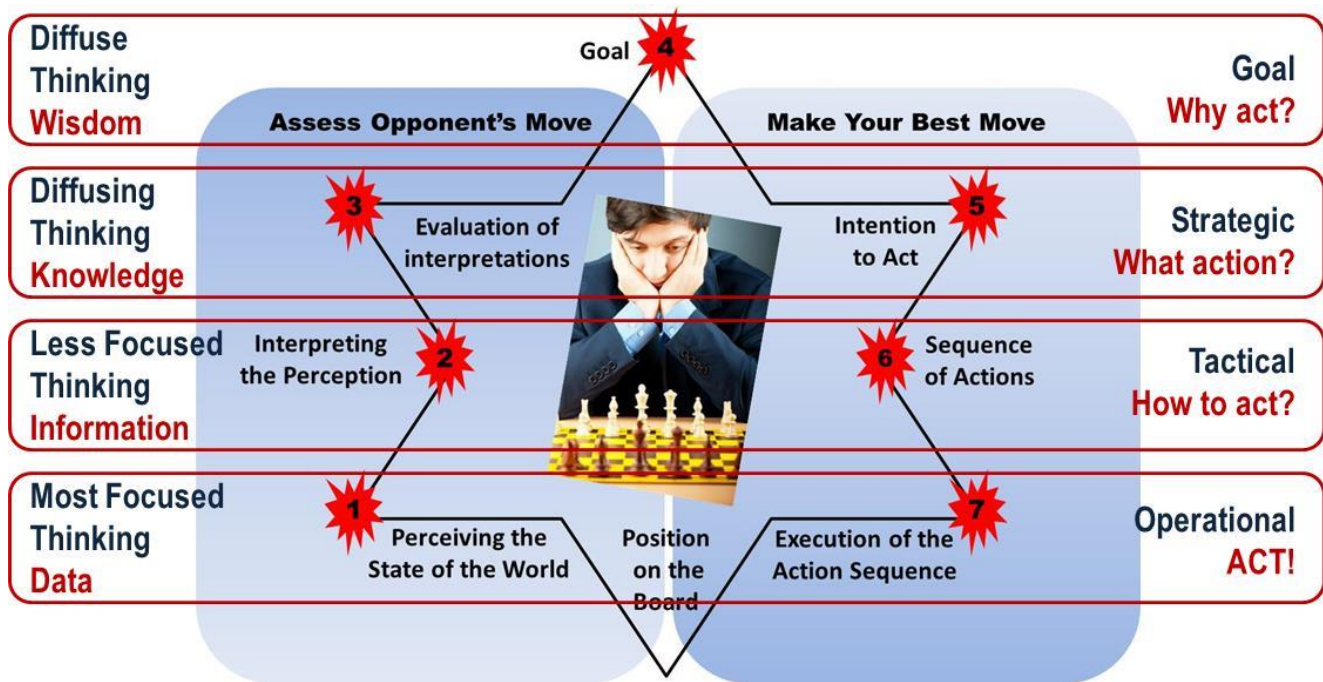 Diffuse
Thinking
Wisdom
Goal
4
Goal
Why act?
Assess Opponent's Move
Make Your Best Move
Diffusing
Thinking
Knowledge
3
Evaluation of
interpretations
Intention
to Act
5
Strategic
What action?
Less Focused
Thinking
Information
Interpreting
the Perception
2
6
Sequence
of Actions
Tactical
How to act?
Most Focused
Thinking
Data
1
Perceiving the
State of the World
Position
on the
Board
Execution of the
Action Sequence
7
Operational
ACT!